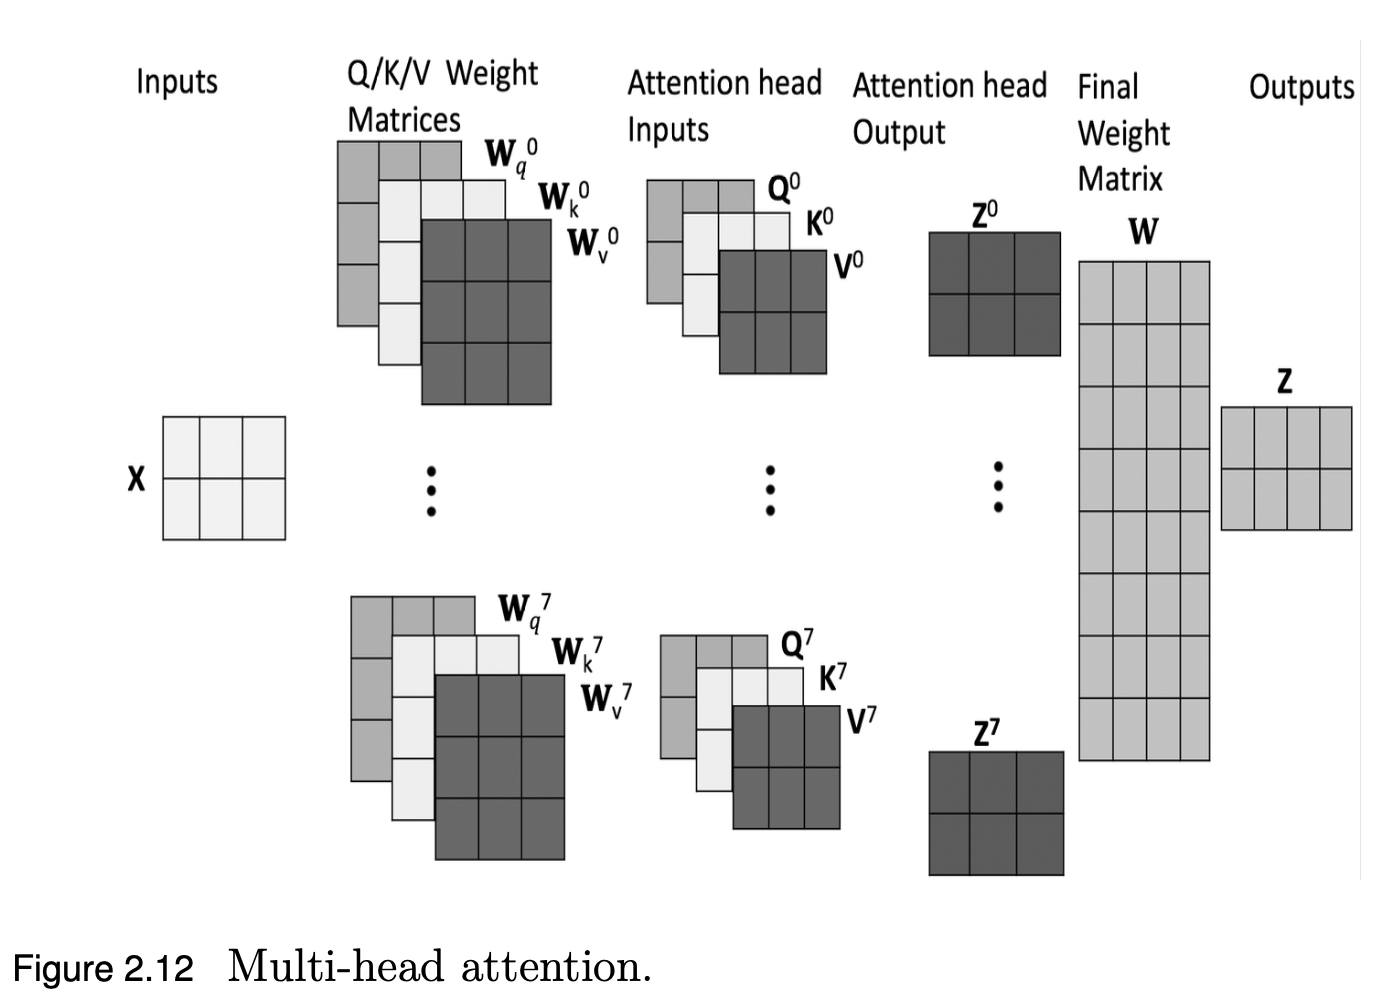 Inputs
Q/K/V Weight
Matrices
Attention head
Inputs
Attention head
Output
Final
Weight
Matrix
Outputs
W_q^0
W_k^0
W_v^0
Q^0
K^0
V^0
Z^0
W
Z
X
W_q^7
W_k^7
W_v^7
Q^7
K^7
V^7
Z^7
Figure 2.12 Multi-head attention.